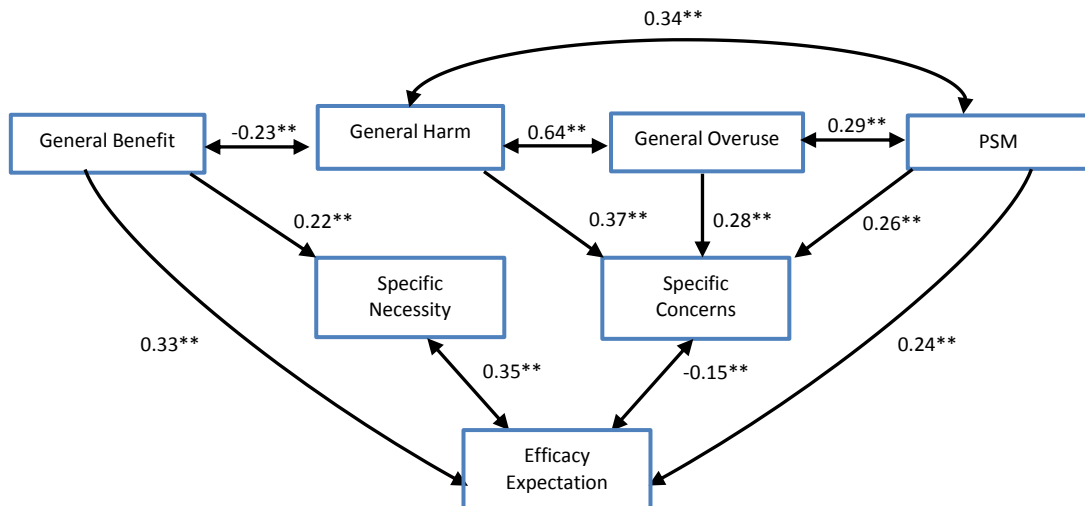 0.34**
General Benefit
-0.23**
General Harm
0.64**
General Overuse
0.29**
PSM
0.22**
0.37**
0.28**
0.26**
Specific
Necessity
Specific
Concerns
0.33**
0.35**
-0.15**
0.24**
Efficacy
Expectation